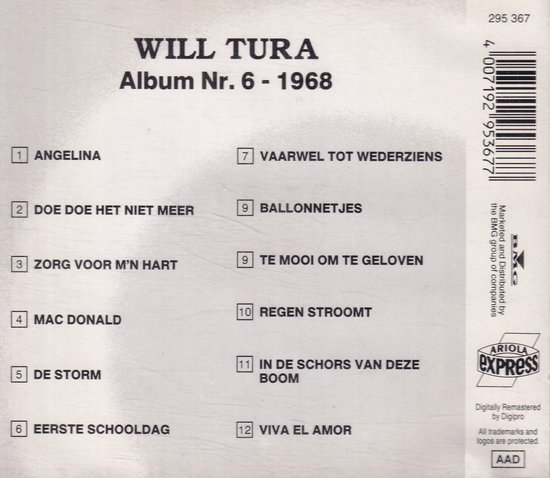 WILL TURA
Album Nr. 6 - 1968
1 ANGELINA
2 DOE DOE HET NIET MEER
3 ZORG VOOR M'N HART
4 MAC DONALD
5 DE STORM
6 EERSTE SCHOOLDAG
7 VAARWEL TOT WEDERZIENS
9 BALLONNETJES
9 TE MOOI OM TE GELOVEN
10 REGEN STROOMT
11 IN DE SCHORS VAN DEZE
BOOM
12 VIVA EL AMOR
295 367
4 007192 953677
Marketed and Distributed by
the BMG group of companies
BMG
ARIOLA
EXPRESS
Digitally Remastered
by Digipro
All trademarks and
logos are protected.
AAD